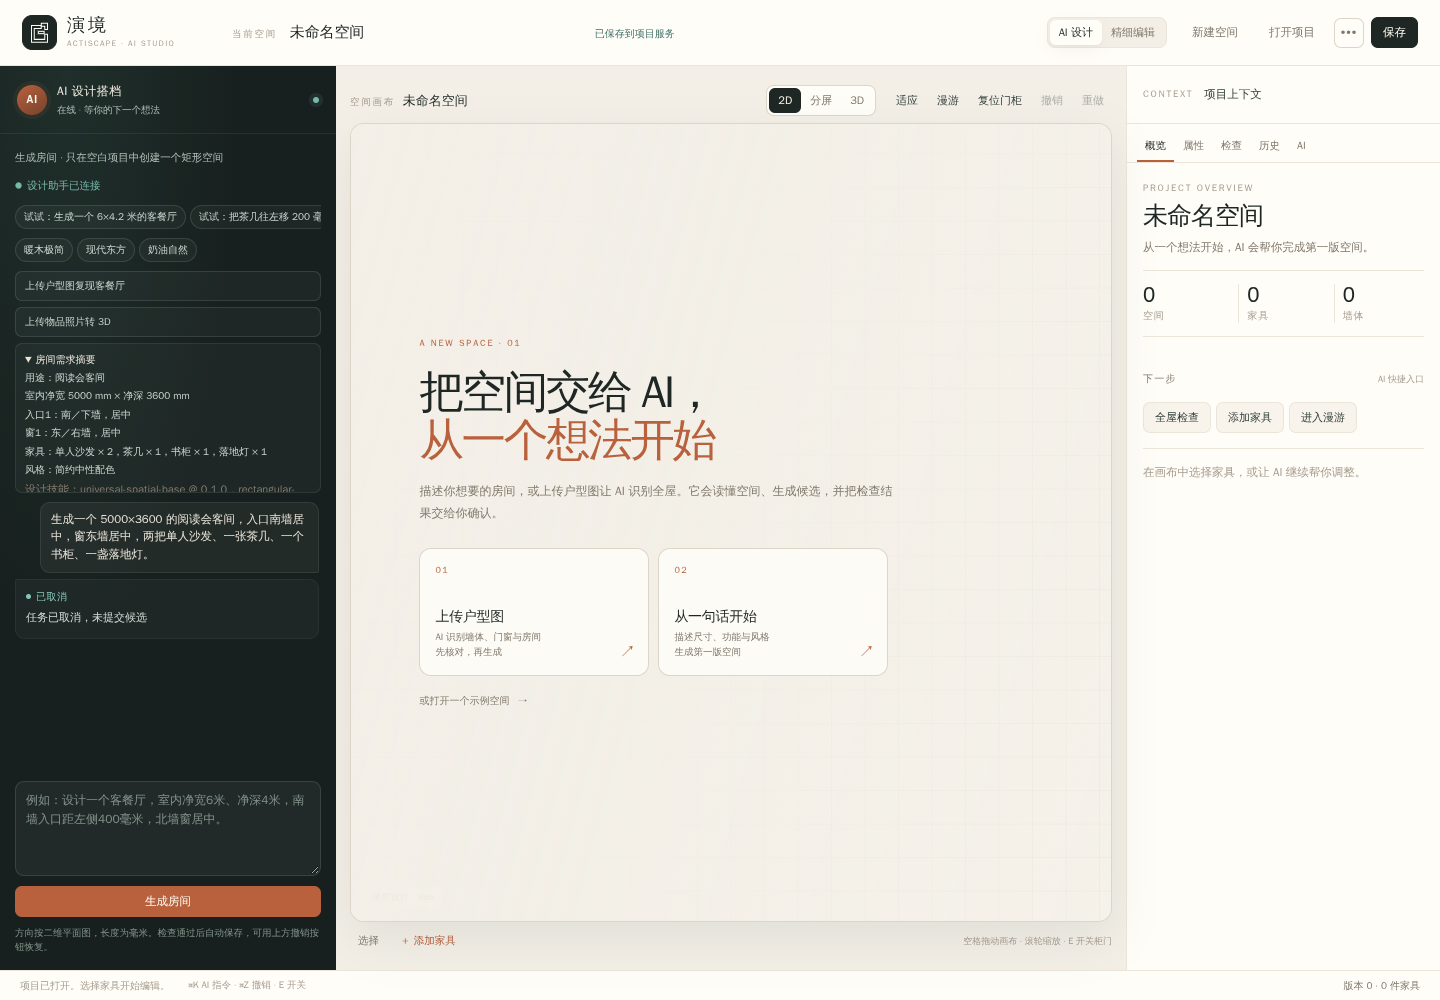 演境
ACTISCAPE · AI STUDIO
当前空间 未命名空间
已保存到项目服务
AI 设计 精细编辑 新建空间 打开项目 ••• 保存
AI
AI 设计搭档
在线 · 等你的下一个想法
生成房间 · 只在空白项目中创建一个矩形空间
设计助手已连接
试试：生成一个 6×4.2 米的客餐厅 试试：把茶几往左移 200 毫
暖木极简 现代东方 奶油自然
上传户型图复现客餐厅
上传物品照片转 3D
▼ 房间需求摘要
用途：阅读会客间
室内净宽 5000 mm × 净深 3600 mm
入口1：南／下墙，居中
窗1：东／右墙，居中
家具：单人沙发 × 2，茶几 × 1，书柜 × 1，落地灯 × 1
风格：简约中性配色
设计技能：universal-spatial-base @ 0.1.0，rectangular-
生成一个 5000×3600 的阅读会客间，入口南墙居
中，窗东墙居中，两把单人沙发、一张茶几、一个
书柜、一盏落地灯。
已取消
任务已取消，未提交候选
例如：设计一个客餐厅，室内净宽6米、净深4米，南
墙入口距左侧400毫米，北墙窗居中。
生成房间
方向按二维平面图，长度为毫米。检查通过后自动保存，可用上方撤销按
钮恢复。
空间画布 未命名空间
2D 分屏 3D 适应 漫游 复位门柜 撤销 重做
A NEW SPACE · 01
把空间交给 AI，
从一个想法开始
描述你想要的房间，或上传户型图让 AI 识别全屋。它会读懂空间、生成候选，并把检查结
果交给你确认。
01
上传户型图
AI 识别墙体、门窗与房间
先核对，再生成
↗
02
从一句话开始
描述尺寸、功能与风格
生成第一版空间
↗
或打开一个示例空间 →
选择 + 添加家具
空格拖动画布 · 滚轮缩放 · E 开关柜门
CONTEXT 项目上下文
概览 属性 检查 历史 AI
PROJECT OVERVIEW
未命名空间
从一个想法开始，AI 会帮你完成第一版空间。
0 0 0
空间 家具 墙体
下一步 AI 快捷入口
全屋检查 添加家具 进入漫游
在画布中选择家具，或让 AI 继续帮你调整。
项目已打开。选择家具开始编辑。 ⌘K AI 指令 · ⌘Z 撤销 · E 开关
版本 0 · 0 件家具